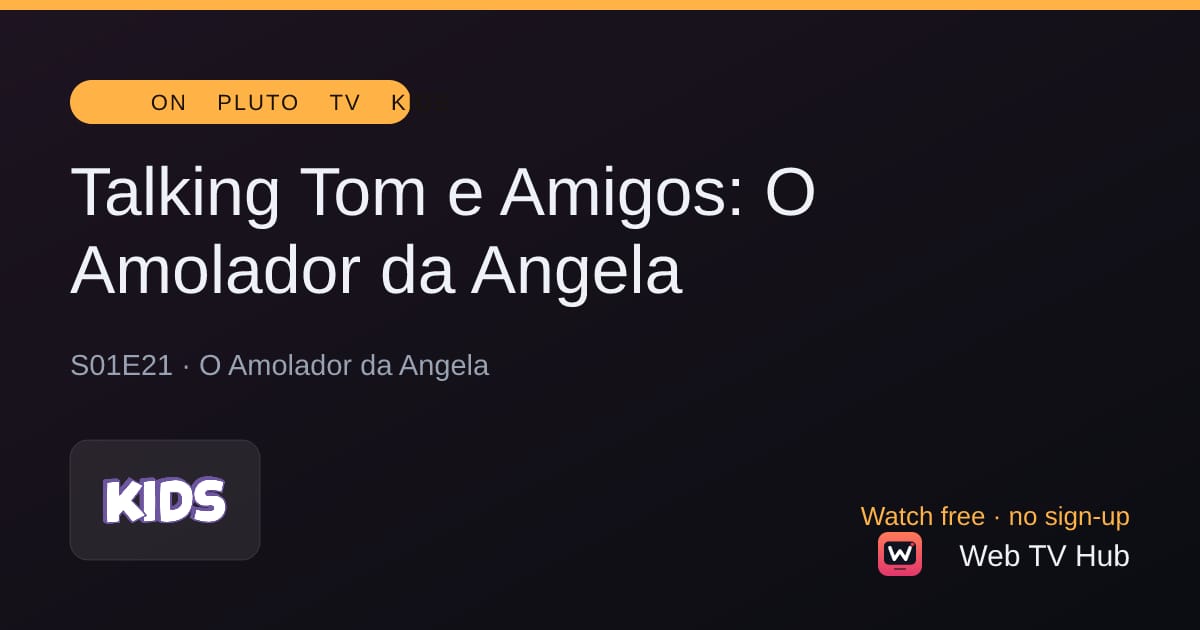 ON PLUTO TV K
Talking Tom e Amigos: O
Amolador da Angela
S01E21 · O Amolador da Angela
KIDS
Watch free · no sign-up
W
Web TV Hub